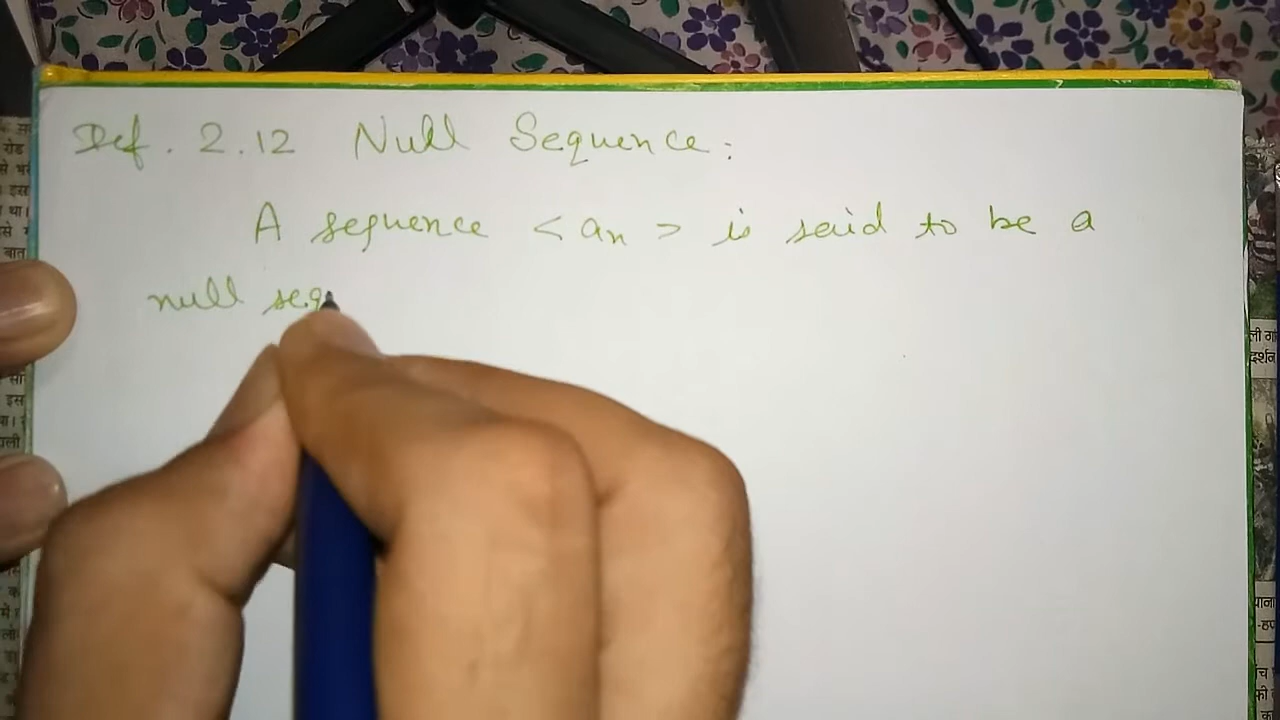 Def. 2.12 Null Sequence:
A sequence <an> is said to be a
null seq